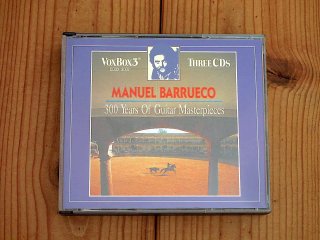 VOXBOX3
THREE CDS
MANUEL BARRUECO
300 Years Of Guitar Masterpieces